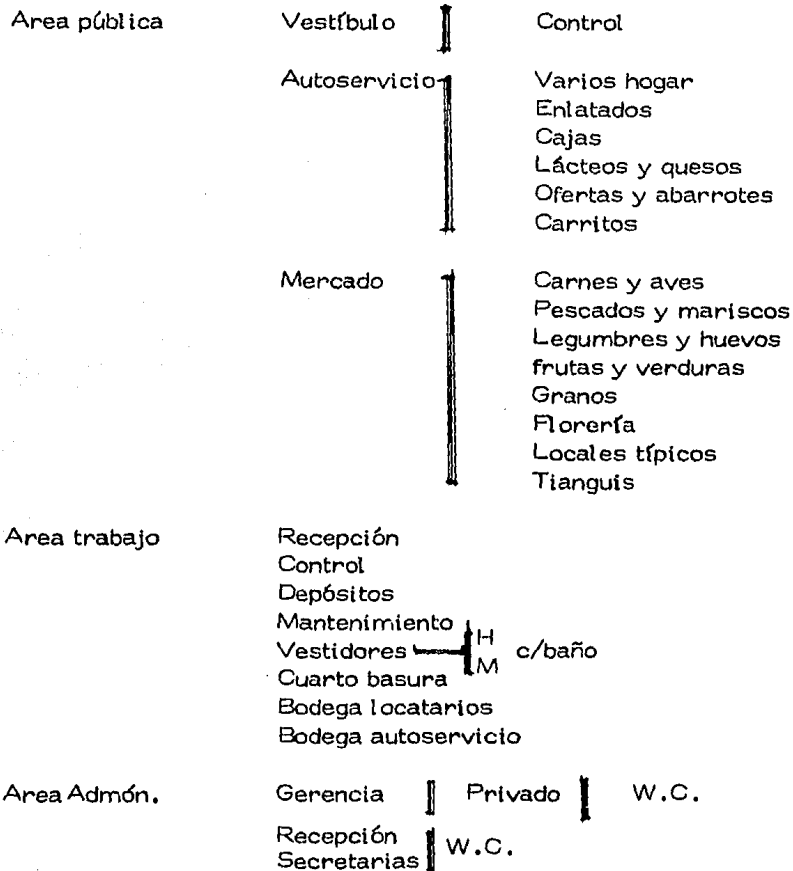 Area pública Vestíbulo Control
Autoservicio Varios hogar
Enlatados
Cajas
Lácteos y quesos
Ofertas y abarrotes
Carritos
Mercado Carnes y aves
Pescados y mariscos
Legumbres y huevos
frutas y verduras
Granos
Florería
Locales típicos
Tianguis
Area trabajo Recepción
Control
Depósitos
Mantenimiento
H
Vestidores c/baño
M
Cuarto basura
Bodega locatarios
Bodega autoservicio
Area Admón. Gerencia Privado W.C.
Recepción
Secretarias W.C.